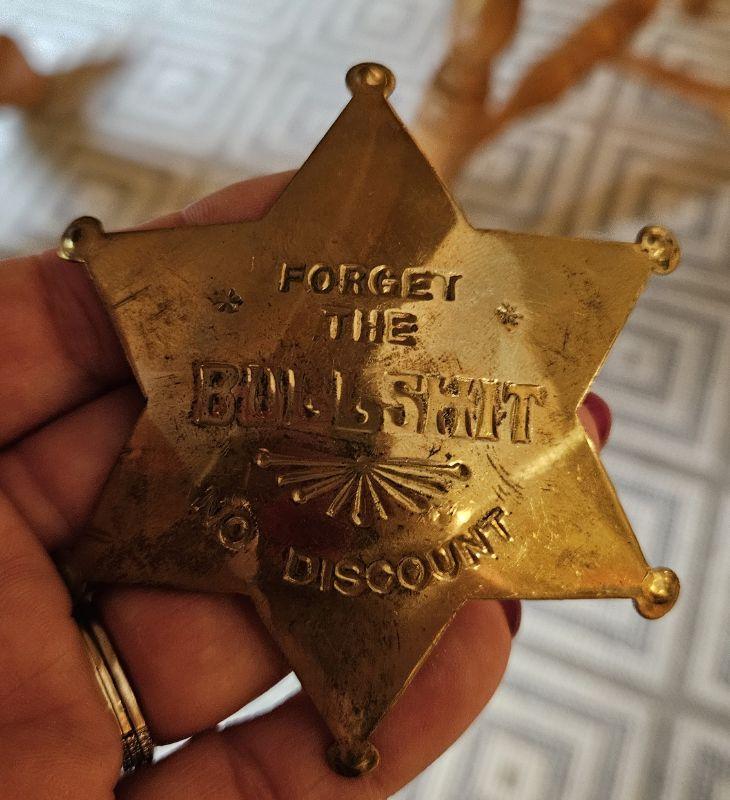 FORGET
THE
BULLSHIT
NO DISCOUNT